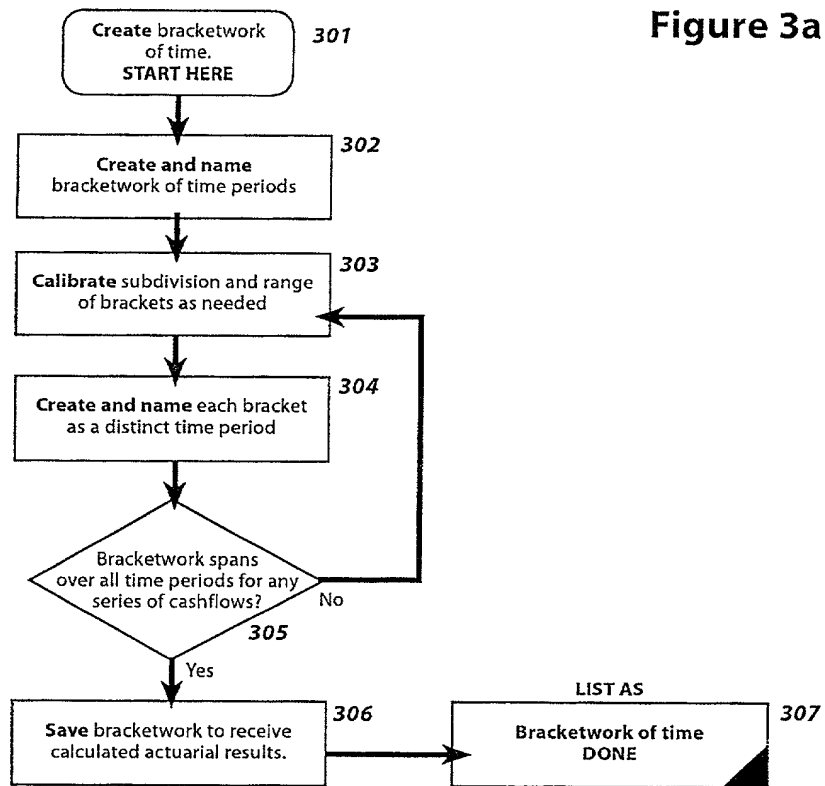 Figure 3a
Create bracketwork
of time.
START HERE
301
302
Create and name
bracketwork of time periods
303
Calibrate subdivision and range
of brackets as needed
304
Create and name each bracket
as a distinct time period
Bracketwork spans
over all time periods for any
series of cashflows?
No
305
Yes
306
Save bracketwork to receive
calculated actuarial results.
LIST AS
307
Bracketwork of time
DONE